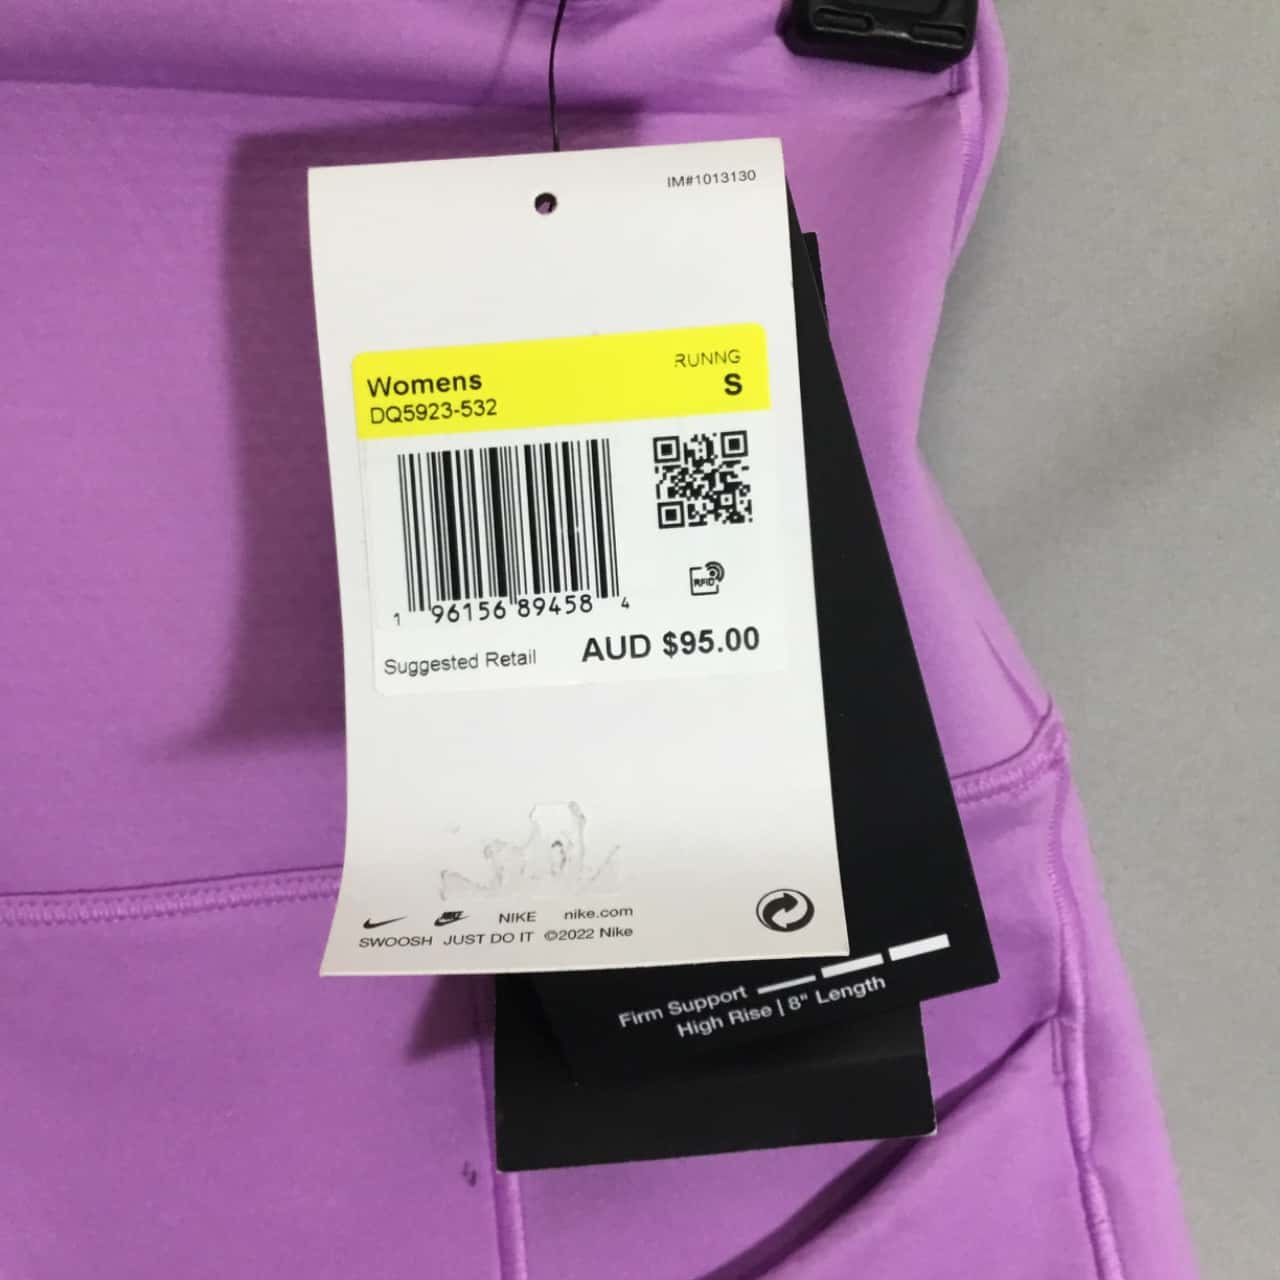 IM#1013130
Womens
RUNNG
DQ5923-532
S
RFID
1 96156 89458 4
Suggested Retail AUD $95.00
NIKE nike.com
SWOOSH JUST DO IT ©2022 Nike
Firm Support
High Rise | 8" Length